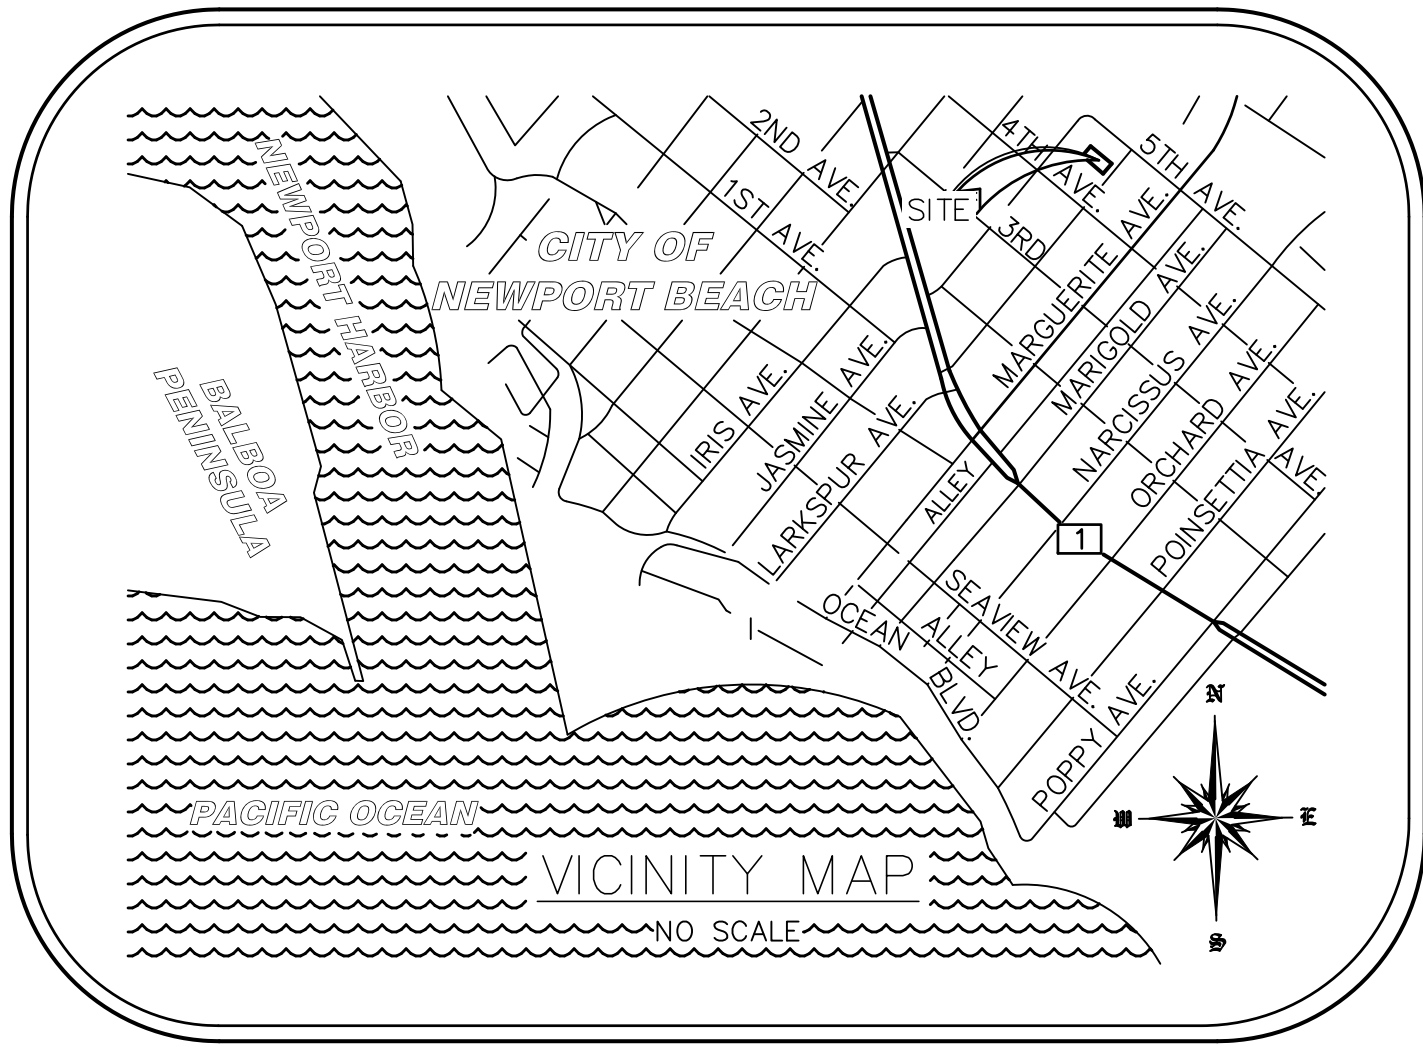 2ND AVE.
4TH AVE.
5TH AVE.
1ST AVE.
SITE
3RD
AVE.
NEWPORT HARBOR
CITY OF
NEWPORT BEACH
MARGUERITE AVE.
MARIGOLD AVE.
NARCISSUS AVE.
ORCHARD AVE.
POINSETTIA AVE.
IRIS AVE.
JASMINE AVE.
LARKSPUR AVE.
ALLEY
BALBOA
PENINSULA
1
SEAVIEW AVE.
OCEAN BLVD.
ALLEY
POPPY AVE.
N
W
E
S
PACIFIC OCEAN
VICINITY MAP
NO SCALE